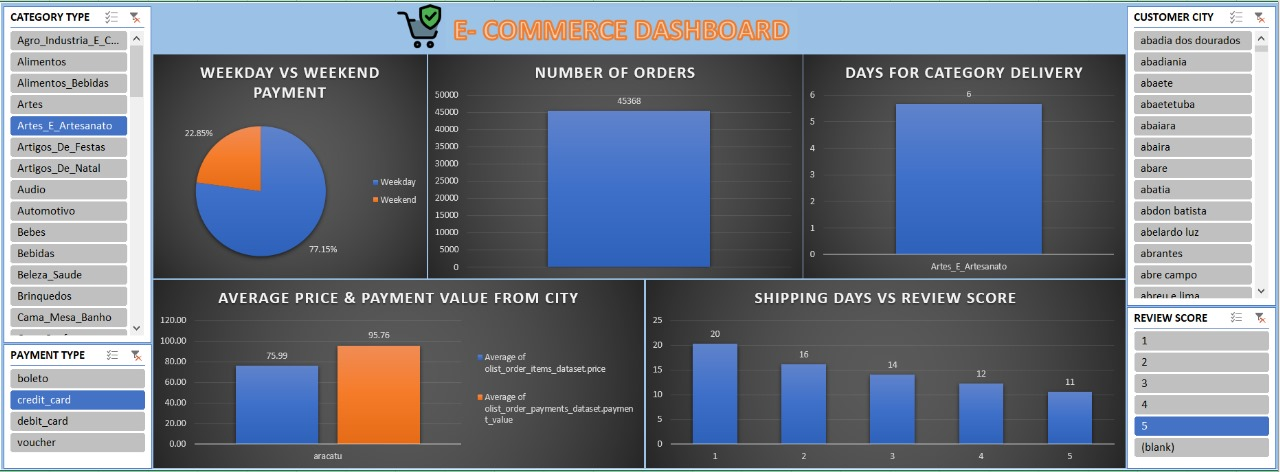 E- COMMERCE DASHBOARD
CATEGORY TYPE
Agro_Industria_E_C...
Alimentos
Alimentos_Bebidas
Artes
Artes_E_Artesanato
Artigos_De_Festas
Artigos_De_Natal
Audio
Automotivo
Bebes
Bebidas
Beleza_Saude
Brinquedos
Cama_Mesa_Banho
PAYMENT TYPE
boleto
credit_card
debit_card
voucher
WEEKDAY VS WEEKEND
PAYMENT
22.85%
77.15%
Weekday
Weekend
NUMBER OF ORDERS
50000
45000
40000
35000
30000
25000
20000
15000
10000
5000
0
45368
DAYS FOR CATEGORY DELIVERY
6
5
4
3
2
1
0
6
Artes_E_Artesanato
AVERAGE PRICE & PAYMENT VALUE FROM CITY
120.00
100.00
80.00
60.00
40.00
20.00
0.00
75.99
95.76
aracatu
Average of
olist_order_items_dataset.price
Average of
olist_order_payments_dataset.paymen
t_value
SHIPPING DAYS VS REVIEW SCORE
25
20
15
10
5
0
20
16
14
12
11
1 2 3 4 5
CUSTOMER CITY
abadia dos dourados
abadiania
abaete
abaetetuba
abaiara
abaira
abare
abatia
abdon batista
abelardo luz
abrantes
abre campo
abreu e lima
REVIEW SCORE
1
2
3
4
5
(blank)